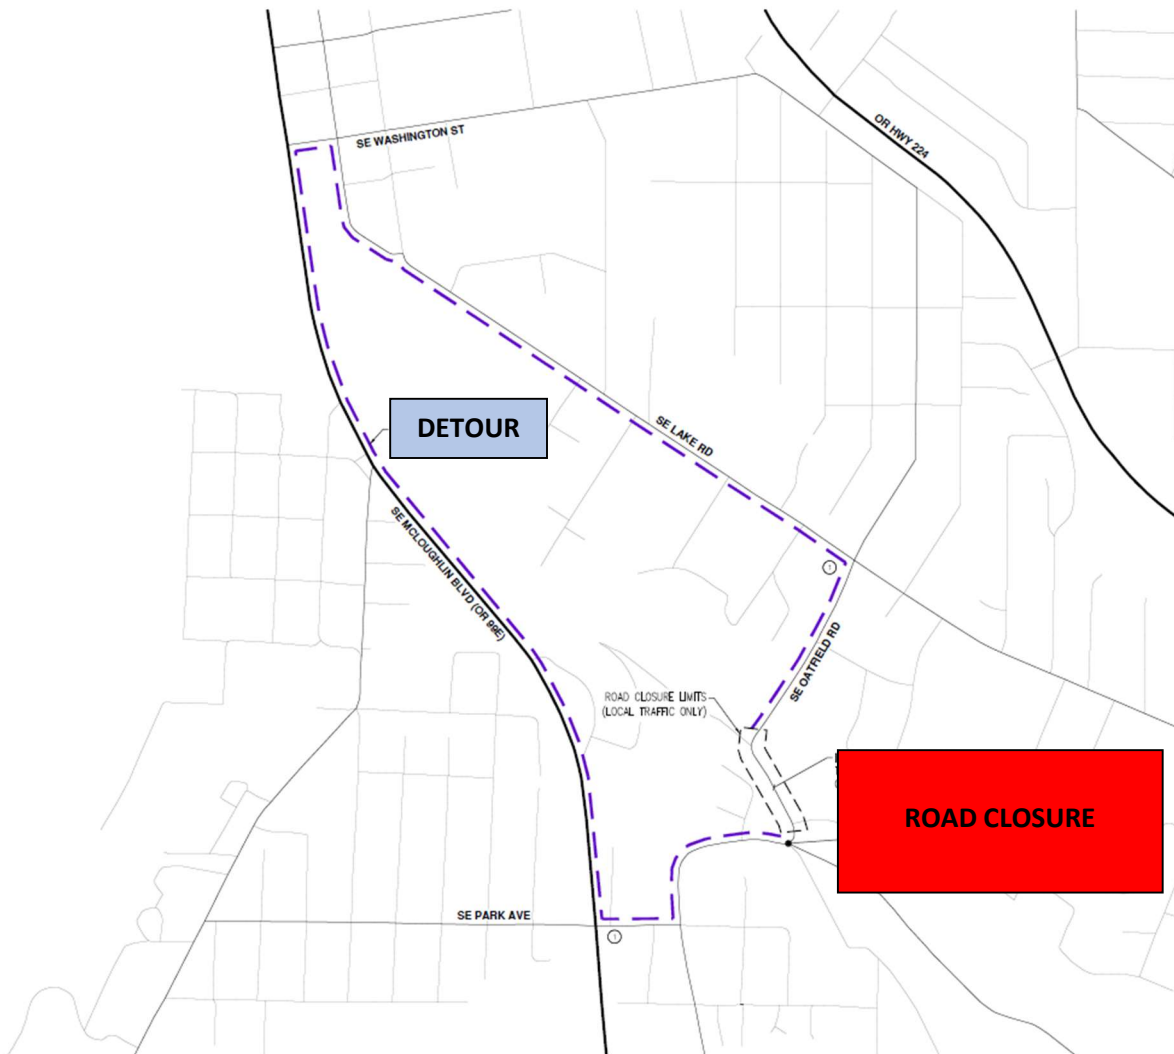 SE WASHINGTON ST
OR HWY 224
DETOUR
SE LAKE RD
SE MCLOUGHLIN BLVD (OR 99E)
1
SE OATFIELD RD
ROAD CLOSURE LIMITS
(LOCAL TRAFFIC ONLY)
ROAD CLOSURE
SE PARK AVE
1